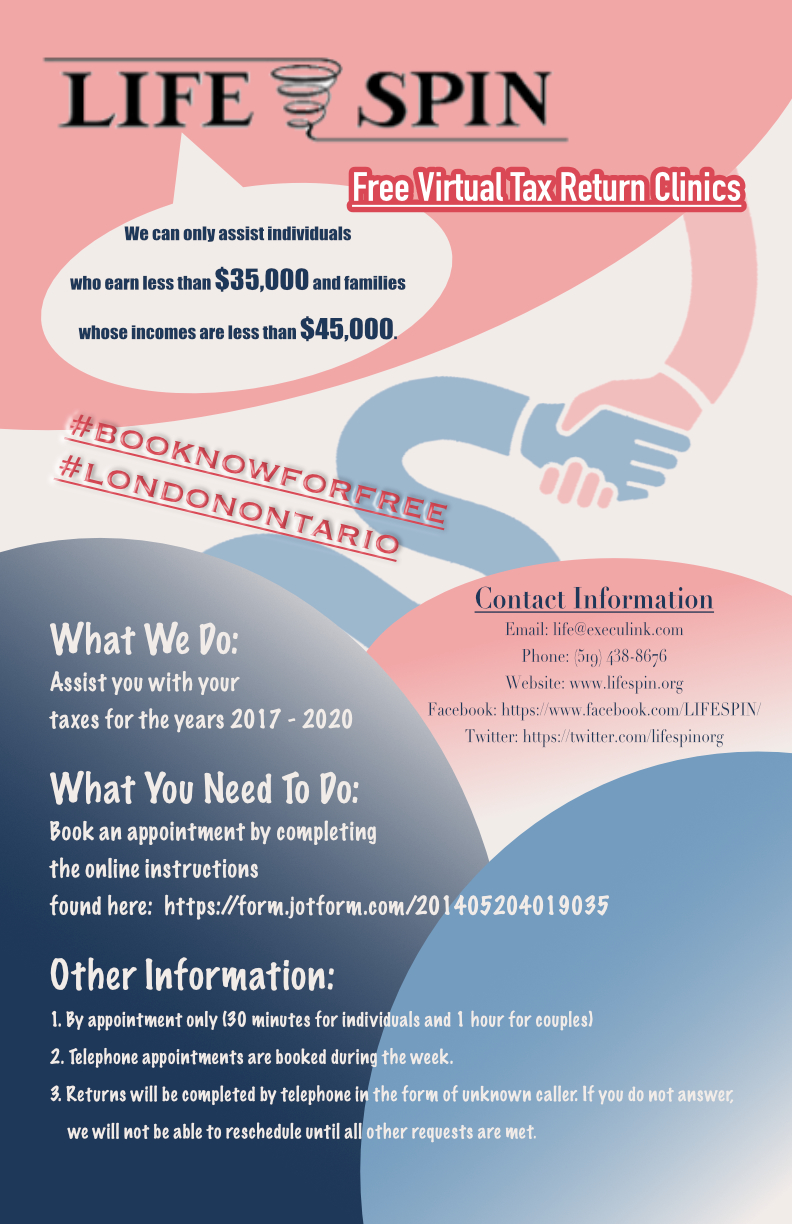 LIFE SPIN
Free Virtual Tax Return Clinics
We can only assist individuals
who earn less than $35,000 and families
whose incomes are less than $45,000.
#BOOKNOWFORFREE
#LONDONONTARIO
Contact Information
Email: life@execulink.com
Phone: (519) 438-8676
Website: www.lifespin.org
Facebook: https://www.facebook.com/LIFESPIN/
Twitter: https://twitter.com/lifespinorg
What We Do:
Assist you with your
taxes for the years 2017 - 2020
What You Need To Do:
Book an appointment by completing
the online instructions
found here: https://form.jotform.com/201405204019035
Other Information:
1. By appointment only (30 minutes for individuals and 1 hour for couples)
2. Telephone appointments are booked during the week.
3. Returns will be completed by telephone in the form of unknown caller. If you do not answer,
we will not be able to reschedule until all other requests are met.